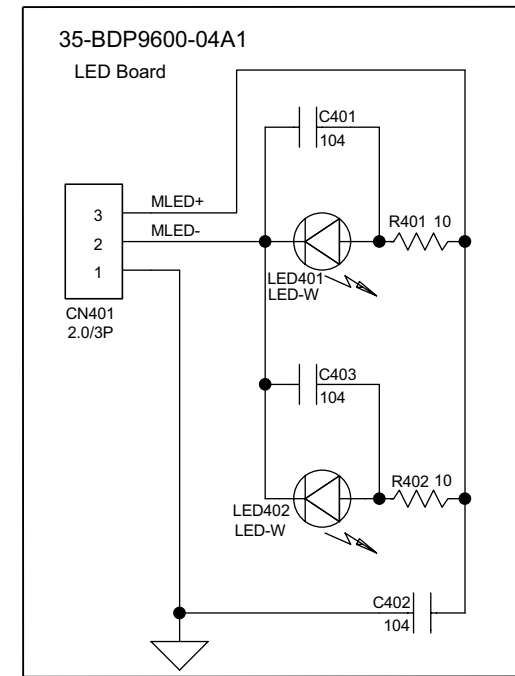 35-BDP9600-04A1
LED Board
C401
104
MLED+
3
R401 10
MLED-
2
1
LED401
LED-W
CN401
2.0/3P
C403
104
R402 10
LED402
LED-W
C402
104